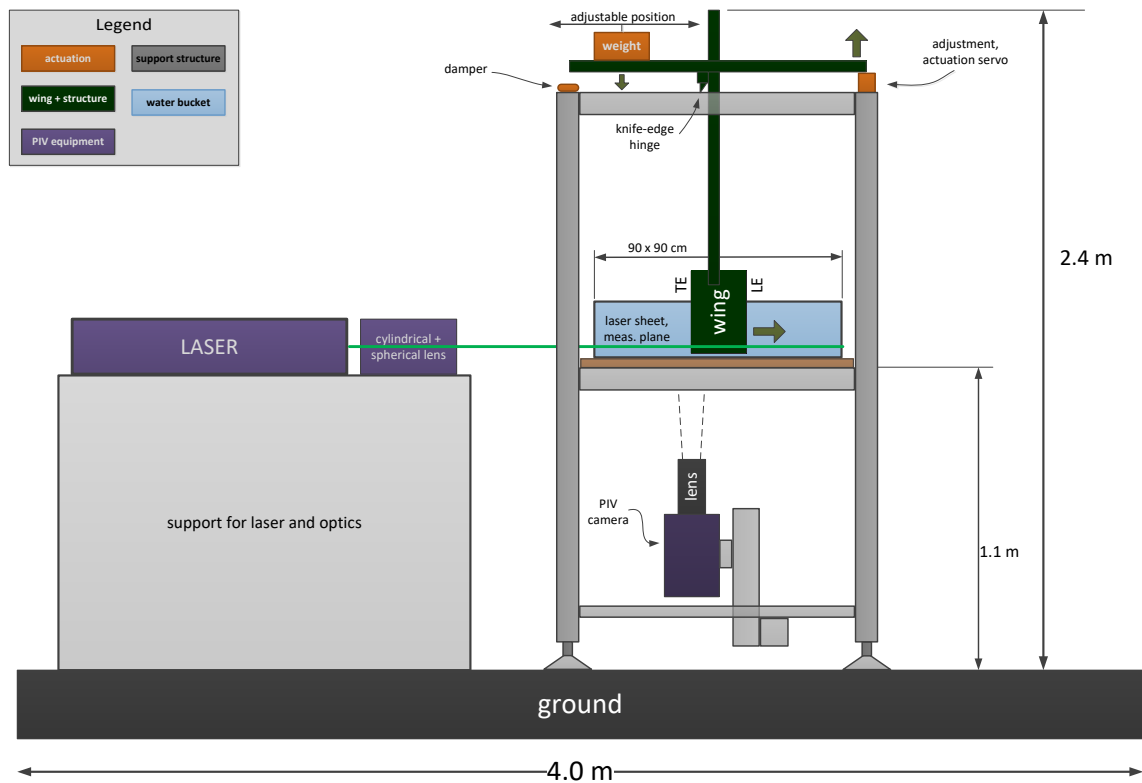 Legend
actuation
support structure
wing + structure
water bucket
PIV equipment
adjustable position
weight
damper
adjustment,
actuation servo
knife-edge
hinge
90 x 90 cm
2.4 m
TE
wing
LE
laser sheet,
meas. plane
LASER
cylindrical +
spherical lens
lens
support for laser and optics
PIV
camera
1.1 m
ground
4.0 m